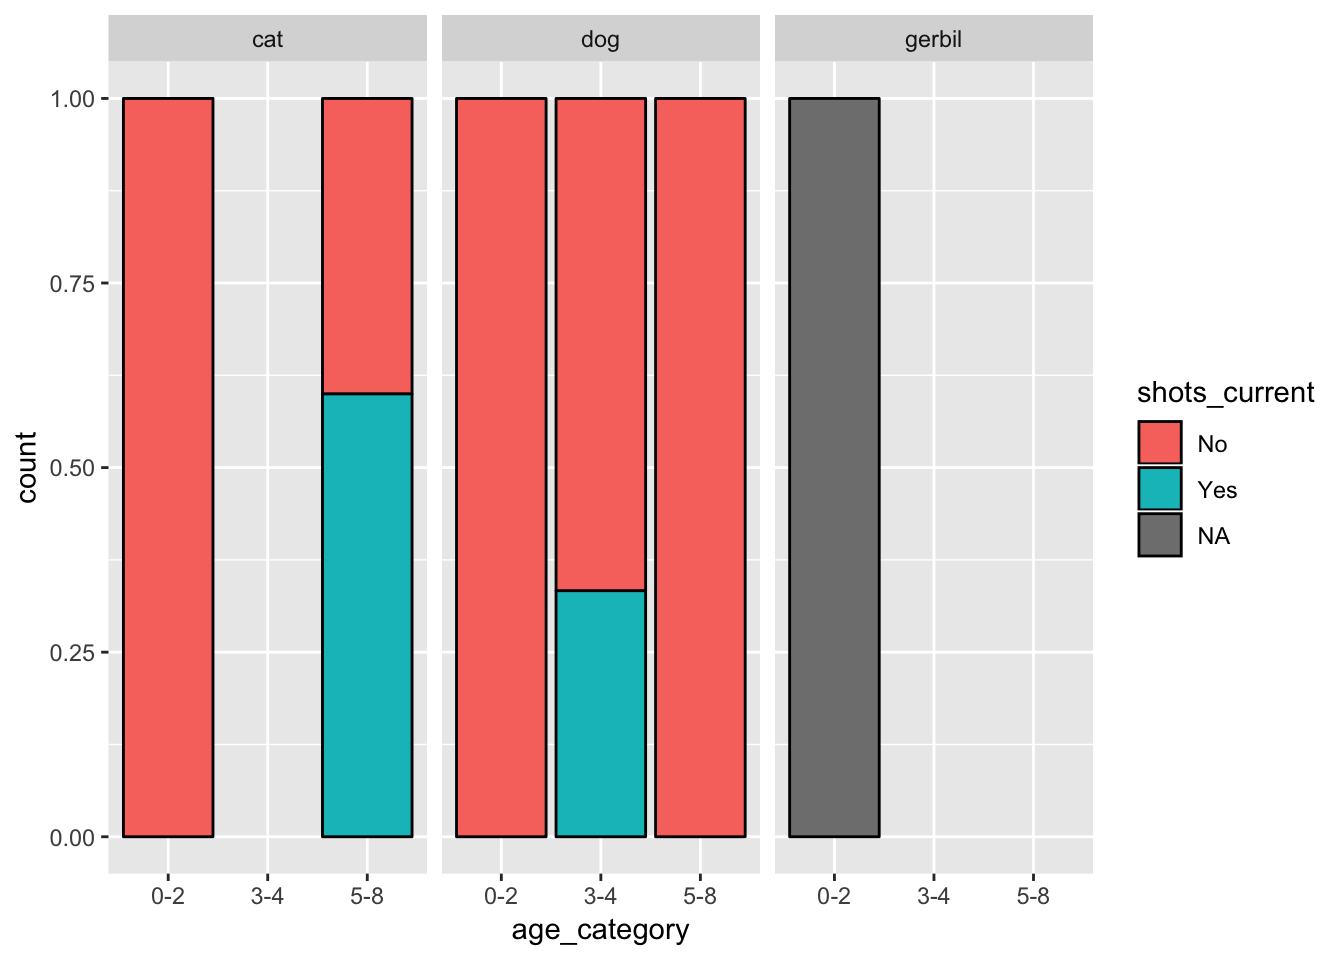 cat dog gerbil
1.00
0.75
0.50
0.25
0.00
count
0-2 3-4 5-8 0-2 3-4 5-8 0-2 3-4 5-8
age_category
shots_current
No
Yes
NA